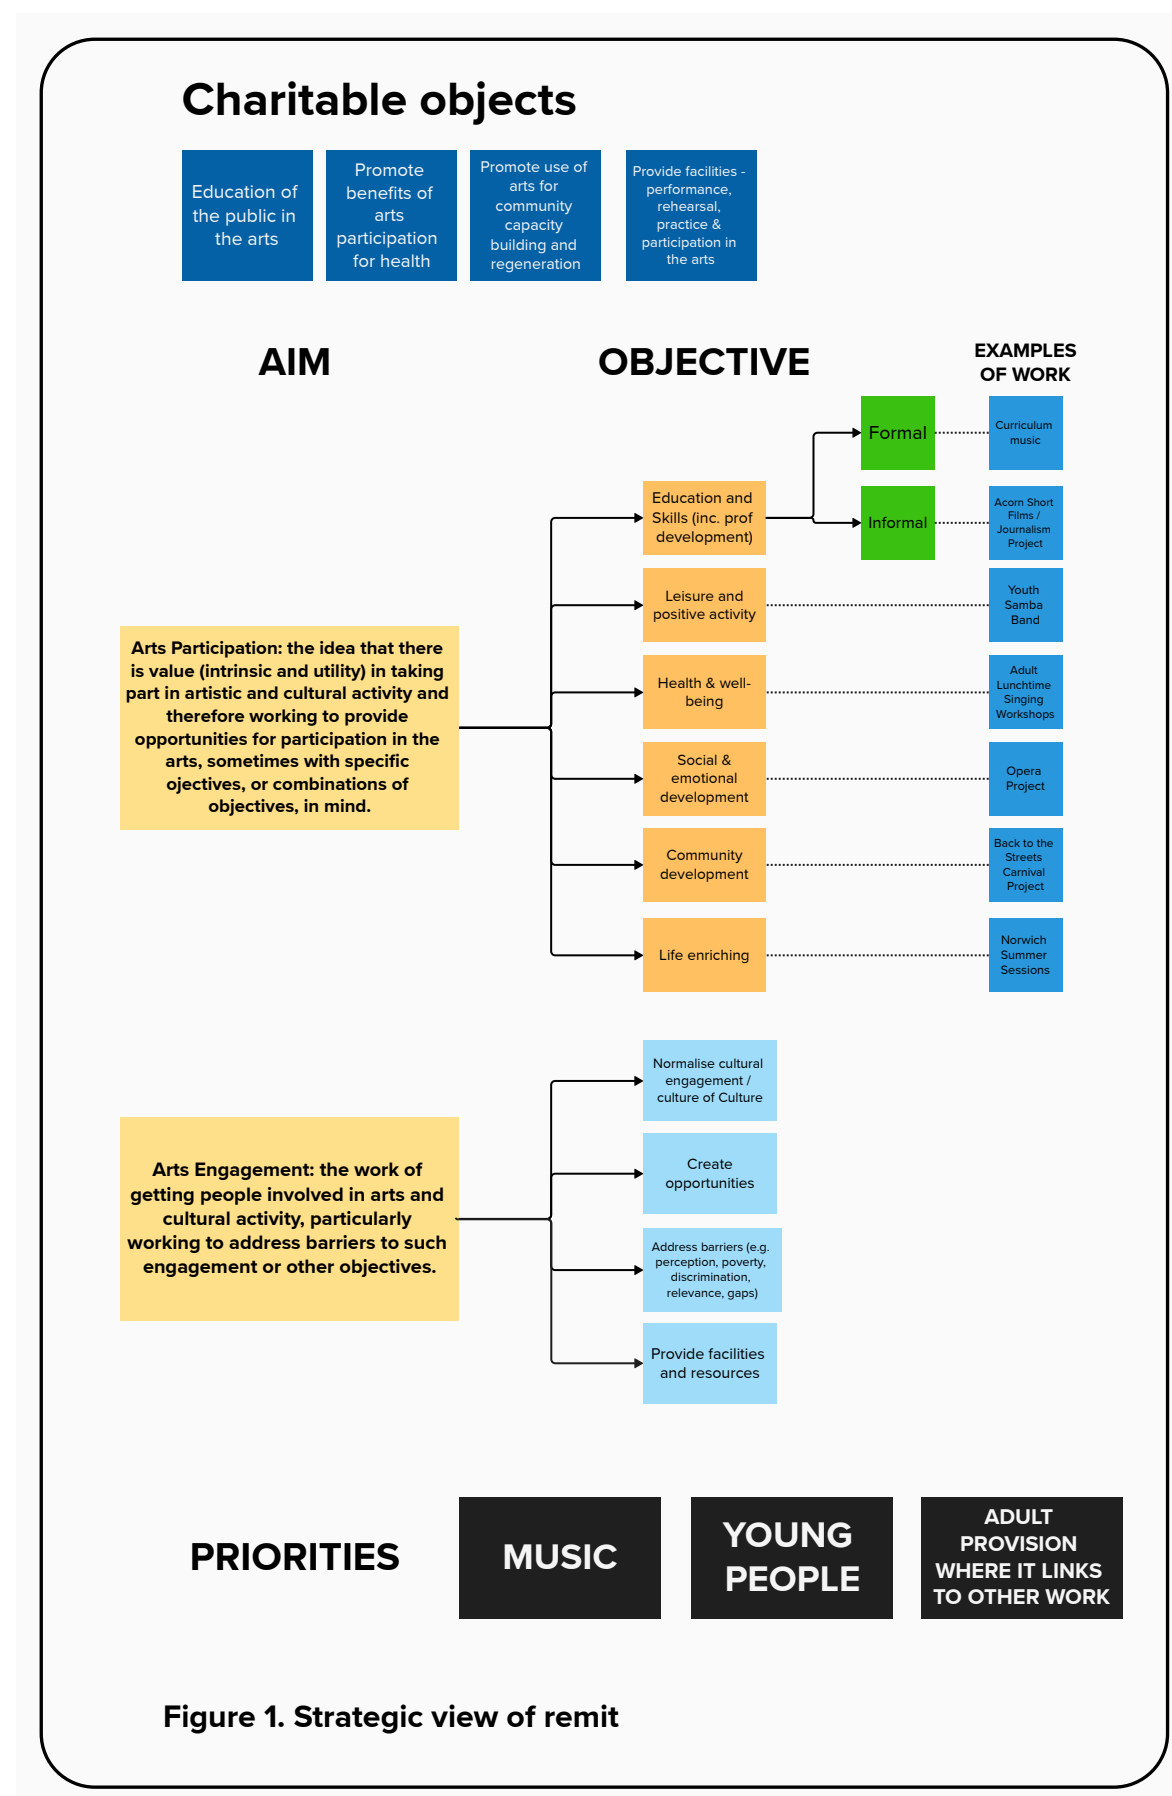 Charitable objects
Education of
the public in
the arts
Promote
benefits of
arts
participation
for health
Promote use of
arts for
community
capacity
building and
regeneration
Provide facilities -
performance,
rehearsal,
practice &
participation in
the arts
AIM
OBJECTIVE
EXAMPLES
OF WORK
Formal
Curriculum
music
Education and
Skills (inc. prof
development)
Informal
Acorn Short
Films /
Journalism
Project
Leisure and
positive activity
Youth
Samba
Band
Arts Participation: the idea that there
is value (intrinsic and utility) in taking
part in artistic and cultural activity and
therefore working to provide
opportunities for participation in the
arts, sometimes with specific
ojectives, or combinations of
objectives, in mind.
Health & well-
being
Adult
Lunchtime
Singing
Workshops
Social &
emotional
development
Opera
Project
Community
development
Back to the
Streets
Carnival
Project
Life enriching
Norwich
Summer
Sessions
Normalise cultural
engagement /
culture of Culture
Arts Engagement: the work of
getting people involved in arts and
cultural activity, particularly
working to address barriers to such
engagement or other objectives.
Create
opportunities
Address barriers (e.g.
perception, poverty,
discrimination,
relevance, gaps)
Provide facilities
and resources
PRIORITIES
MUSIC
YOUNG
PEOPLE
ADULT
PROVISION
WHERE IT LINKS
TO OTHER WORK
Figure 1. Strategic view of remit